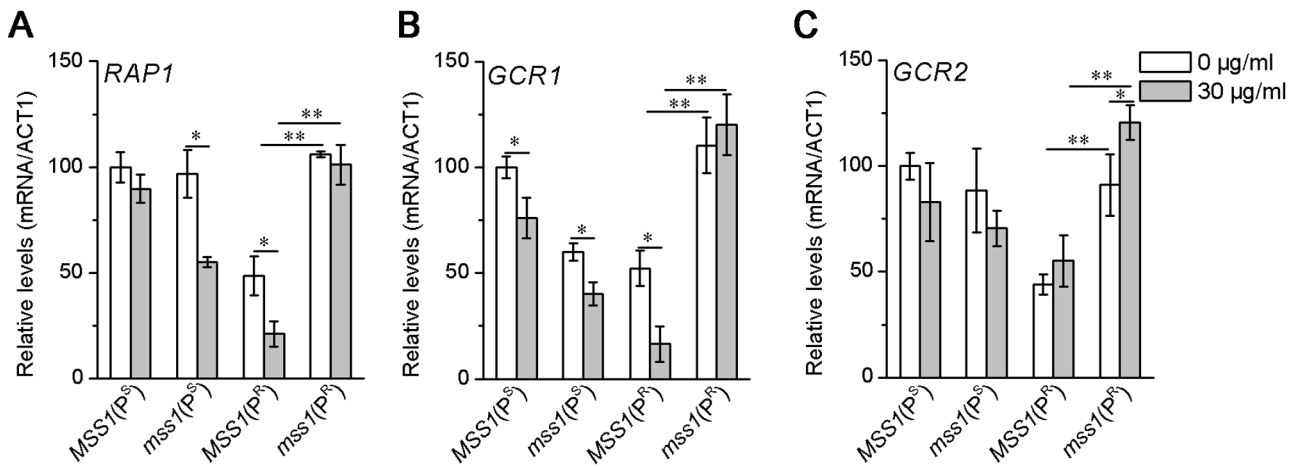 A
RAP1
Relative levels (mRNA/ACT1)
150
100
50
0
*
*
**
**
MSS1(Pˢ)
mss1(Pˢ)
MSS1(Pᴿ)
mss1(Pᴿ)
B
GCR1
Relative levels (mRNA/ACT1)
150
100
50
0
*
*
*
**
**
MSS1(Pˢ)
mss1(Pˢ)
MSS1(Pᴿ)
mss1(Pᴿ)
C
GCR2
Relative levels (mRNA/ACT1)
150
100
50
0
**
*
**
MSS1(Pˢ)
mss1(Pˢ)
MSS1(Pᴿ)
mss1(Pᴿ)
0 µg/ml
30 µg/ml